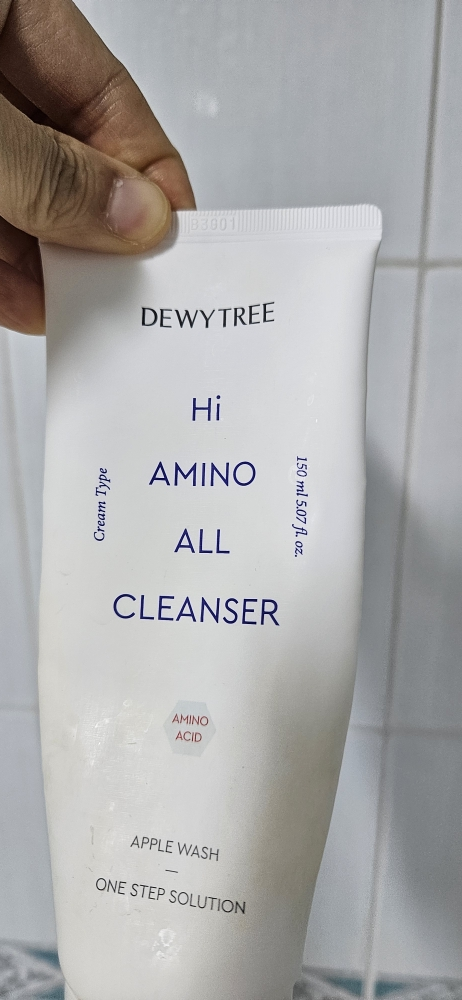 DEWYTREE
Hi
AMINO
ALL
CLEANSER
Cream Type
150 ml 5.07 fl. oz.
AMINO
ACID
APPLE WASH
—
ONE STEP SOLUTION